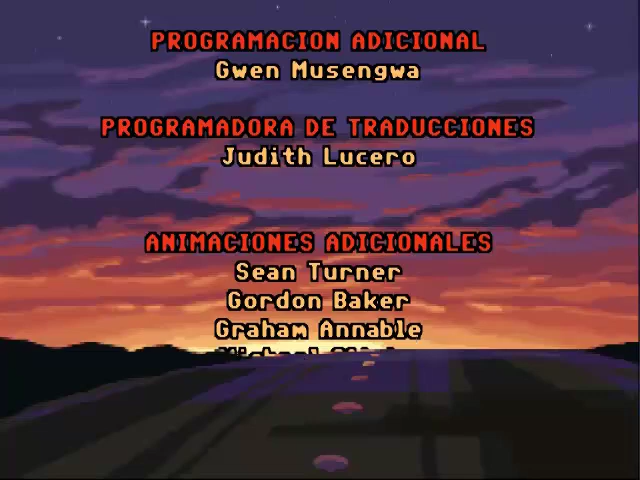 PROGRAMACION ADICIONAL
Gwen Musengwa
PROGRAMADORA DE TRADUCCIONES
Judith Lucero
ANIMACIONES ADICIONALES
Sean Turner
Gordon Baker
Graham Annable